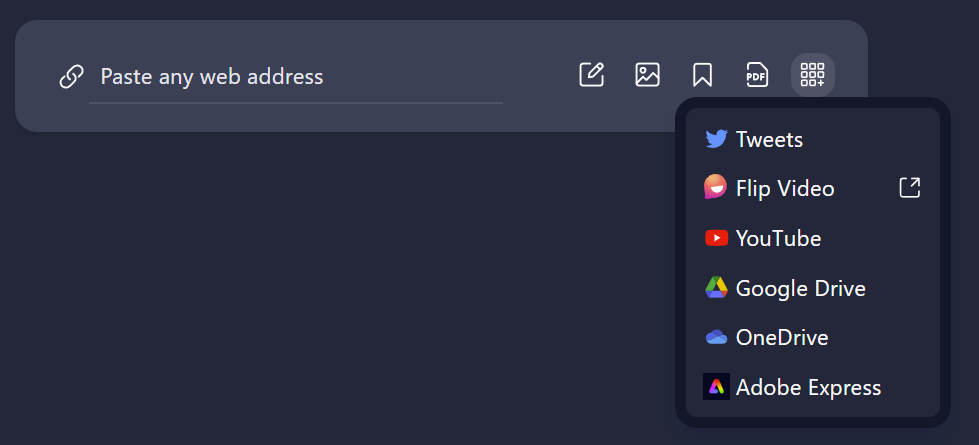 Paste any web address
PDF
Tweets
Flip Video
YouTube
Google Drive
OneDrive
Adobe Express